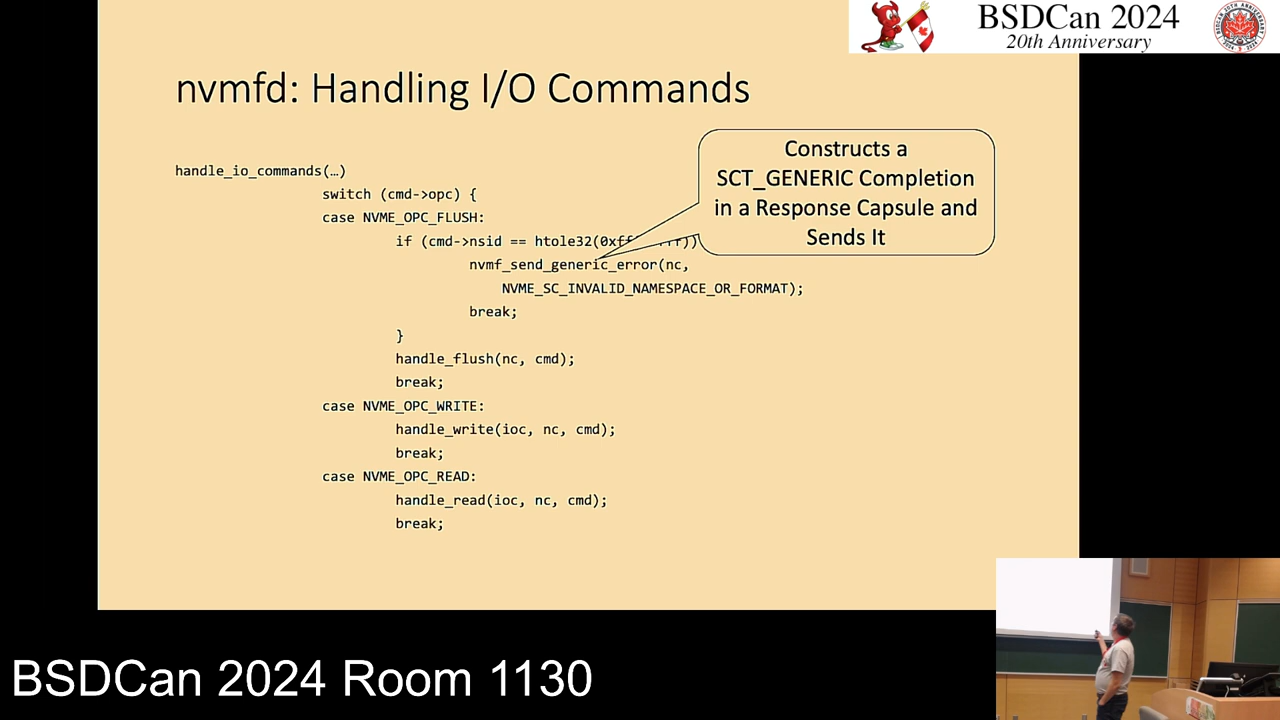 BSDCan 2024
20th Anniversary
nvmfd: Handling I/O Commands
Constructs a
SCT_GENERIC Completion
in a Response Capsule and
Sends It
handle_io_commands(…)
switch (cmd->opc) {
case NVME_OPC_FLUSH:
if (cmd->nsid == htole32(0xff
nvmf_send_generic_error(nc,
NVME_SC_INVALID_NAMESPACE_OR_FORMAT);
break;
}
handle_flush(nc, cmd);
break;
case NVME_OPC_WRITE:
handle_write(ioc, nc, cmd);
break;
case NVME_OPC_READ:
handle_read(ioc, nc, cmd);
break;
BSDCan 2024 Room 1130